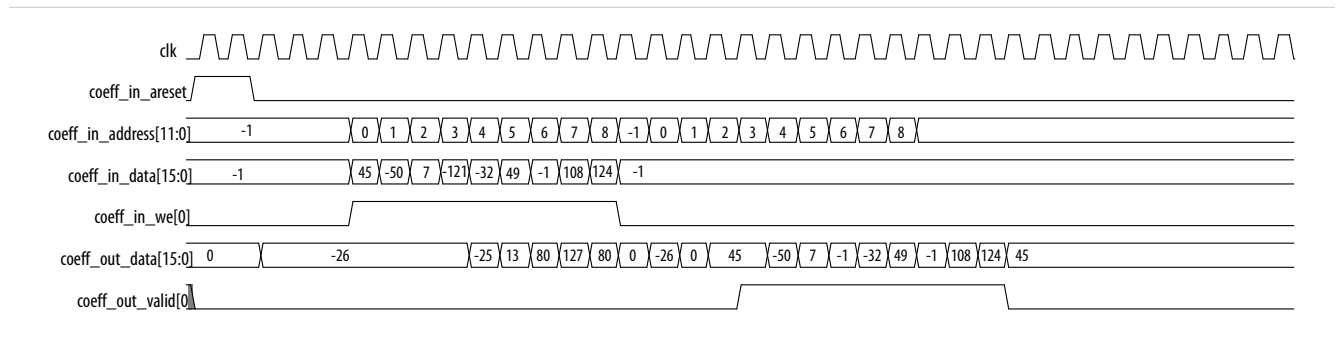 clk
coeff_in_areset
coeff_in_address[11:0] -1 0 1 2 3 4 5 6 7 8 -1 0 1 2 3 4 5 6 7 8
coeff_in_data[15:0] -1 45 -50 7 -121 -32 49 -1 108 124 -1
coeff_in_we[0]
coeff_out_data[15:0] 0 -26 -25 13 80 127 80 0 -26 0 45 -50 7 -1 -32 49 -1 108 124 45
coeff_out_valid[0